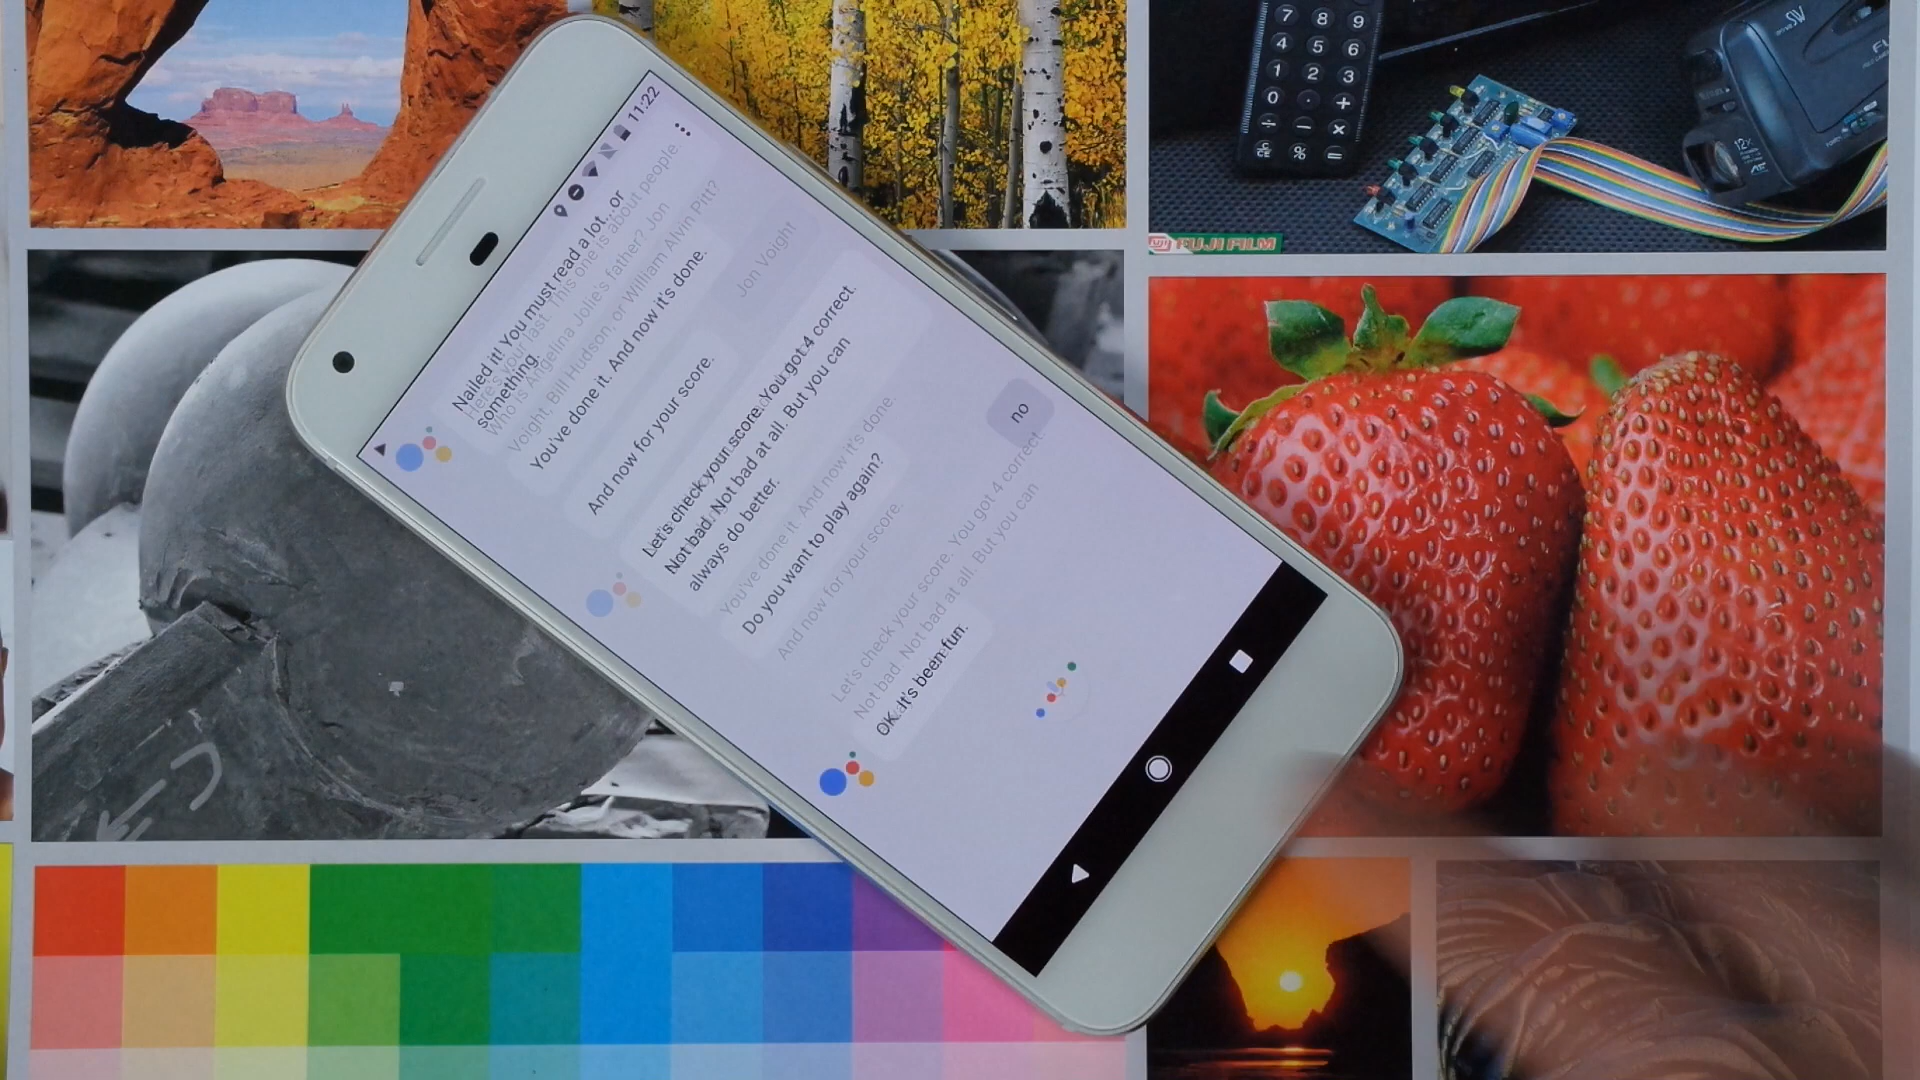 11:22
Nailed it! You must read a lot...or
something.
Here's your last. This one is about people.
Who is Angelina Jolie's father? Jon
Voight, Bill Hudson, or William Alvin Pitt?
You've done it. And now it's done.
Jon Voight
And now for your score.
Let's check your score. You got 4 correct.
Not bad. Not bad at all. But you can
always do better.
You've done it. And now it's done.
Do you want to play again?
And now for your score.
no
Let's check your score. You got 4 correct.
Not bad. Not bad at all. But you can
OK. It's been fun.
7 8 9
4 5 6
1 2 3
0 · +
÷ − ×
C
CE % =
FUJI FILM
12×